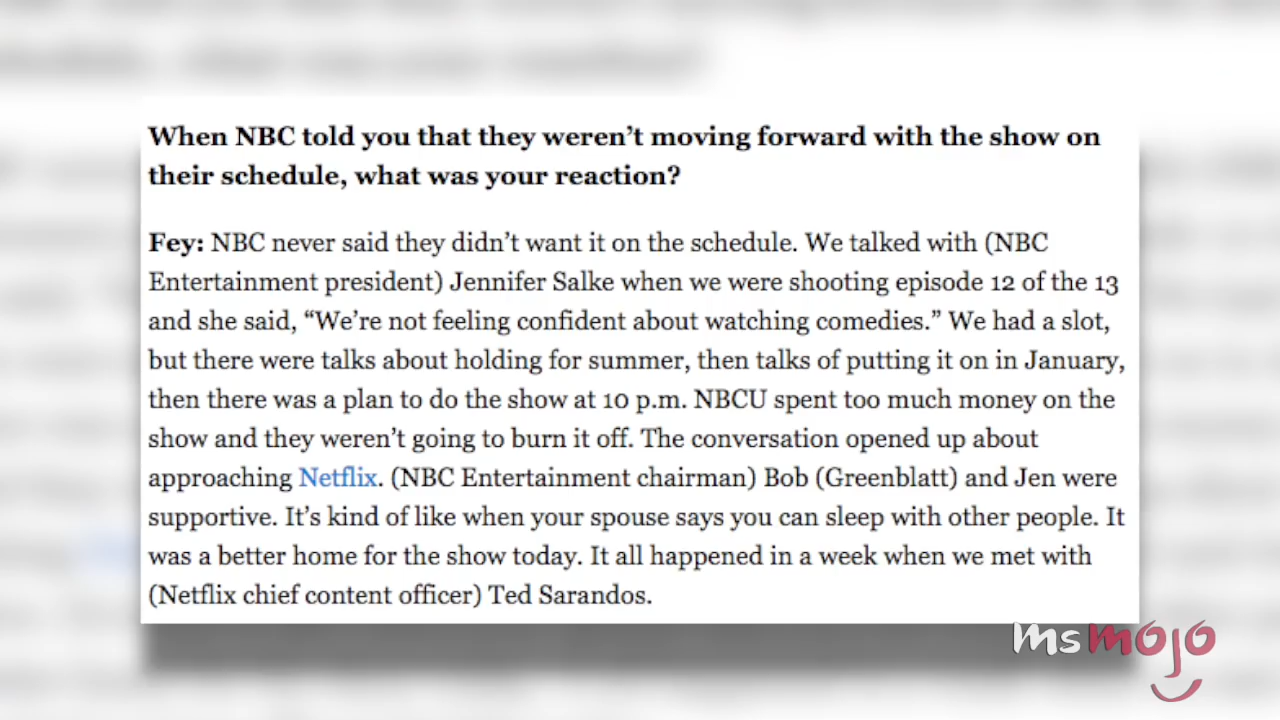 When NBC told you that they weren’t moving forward with the show on
their schedule, what was your reaction?
Fey: NBC never said they didn’t want it on the schedule. We talked with (NBC
Entertainment president) Jennifer Salke when we were shooting episode 12 of the 13
and she said, “We’re not feeling confident about watching comedies.” We had a slot,
but there were talks about holding for summer, then talks of putting it on in January,
then there was a plan to do the show at 10 p.m. NBCU spent too much money on the
show and they weren’t going to burn it off. The conversation opened up about
approaching Netflix. (NBC Entertainment chairman) Bob (Greenblatt) and Jen were
supportive. It’s kind of like when your spouse says you can sleep with other people. It
was a better home for the show today. It all happened in a week when we met with
(Netflix chief content officer) Ted Sarandos.
msmojo